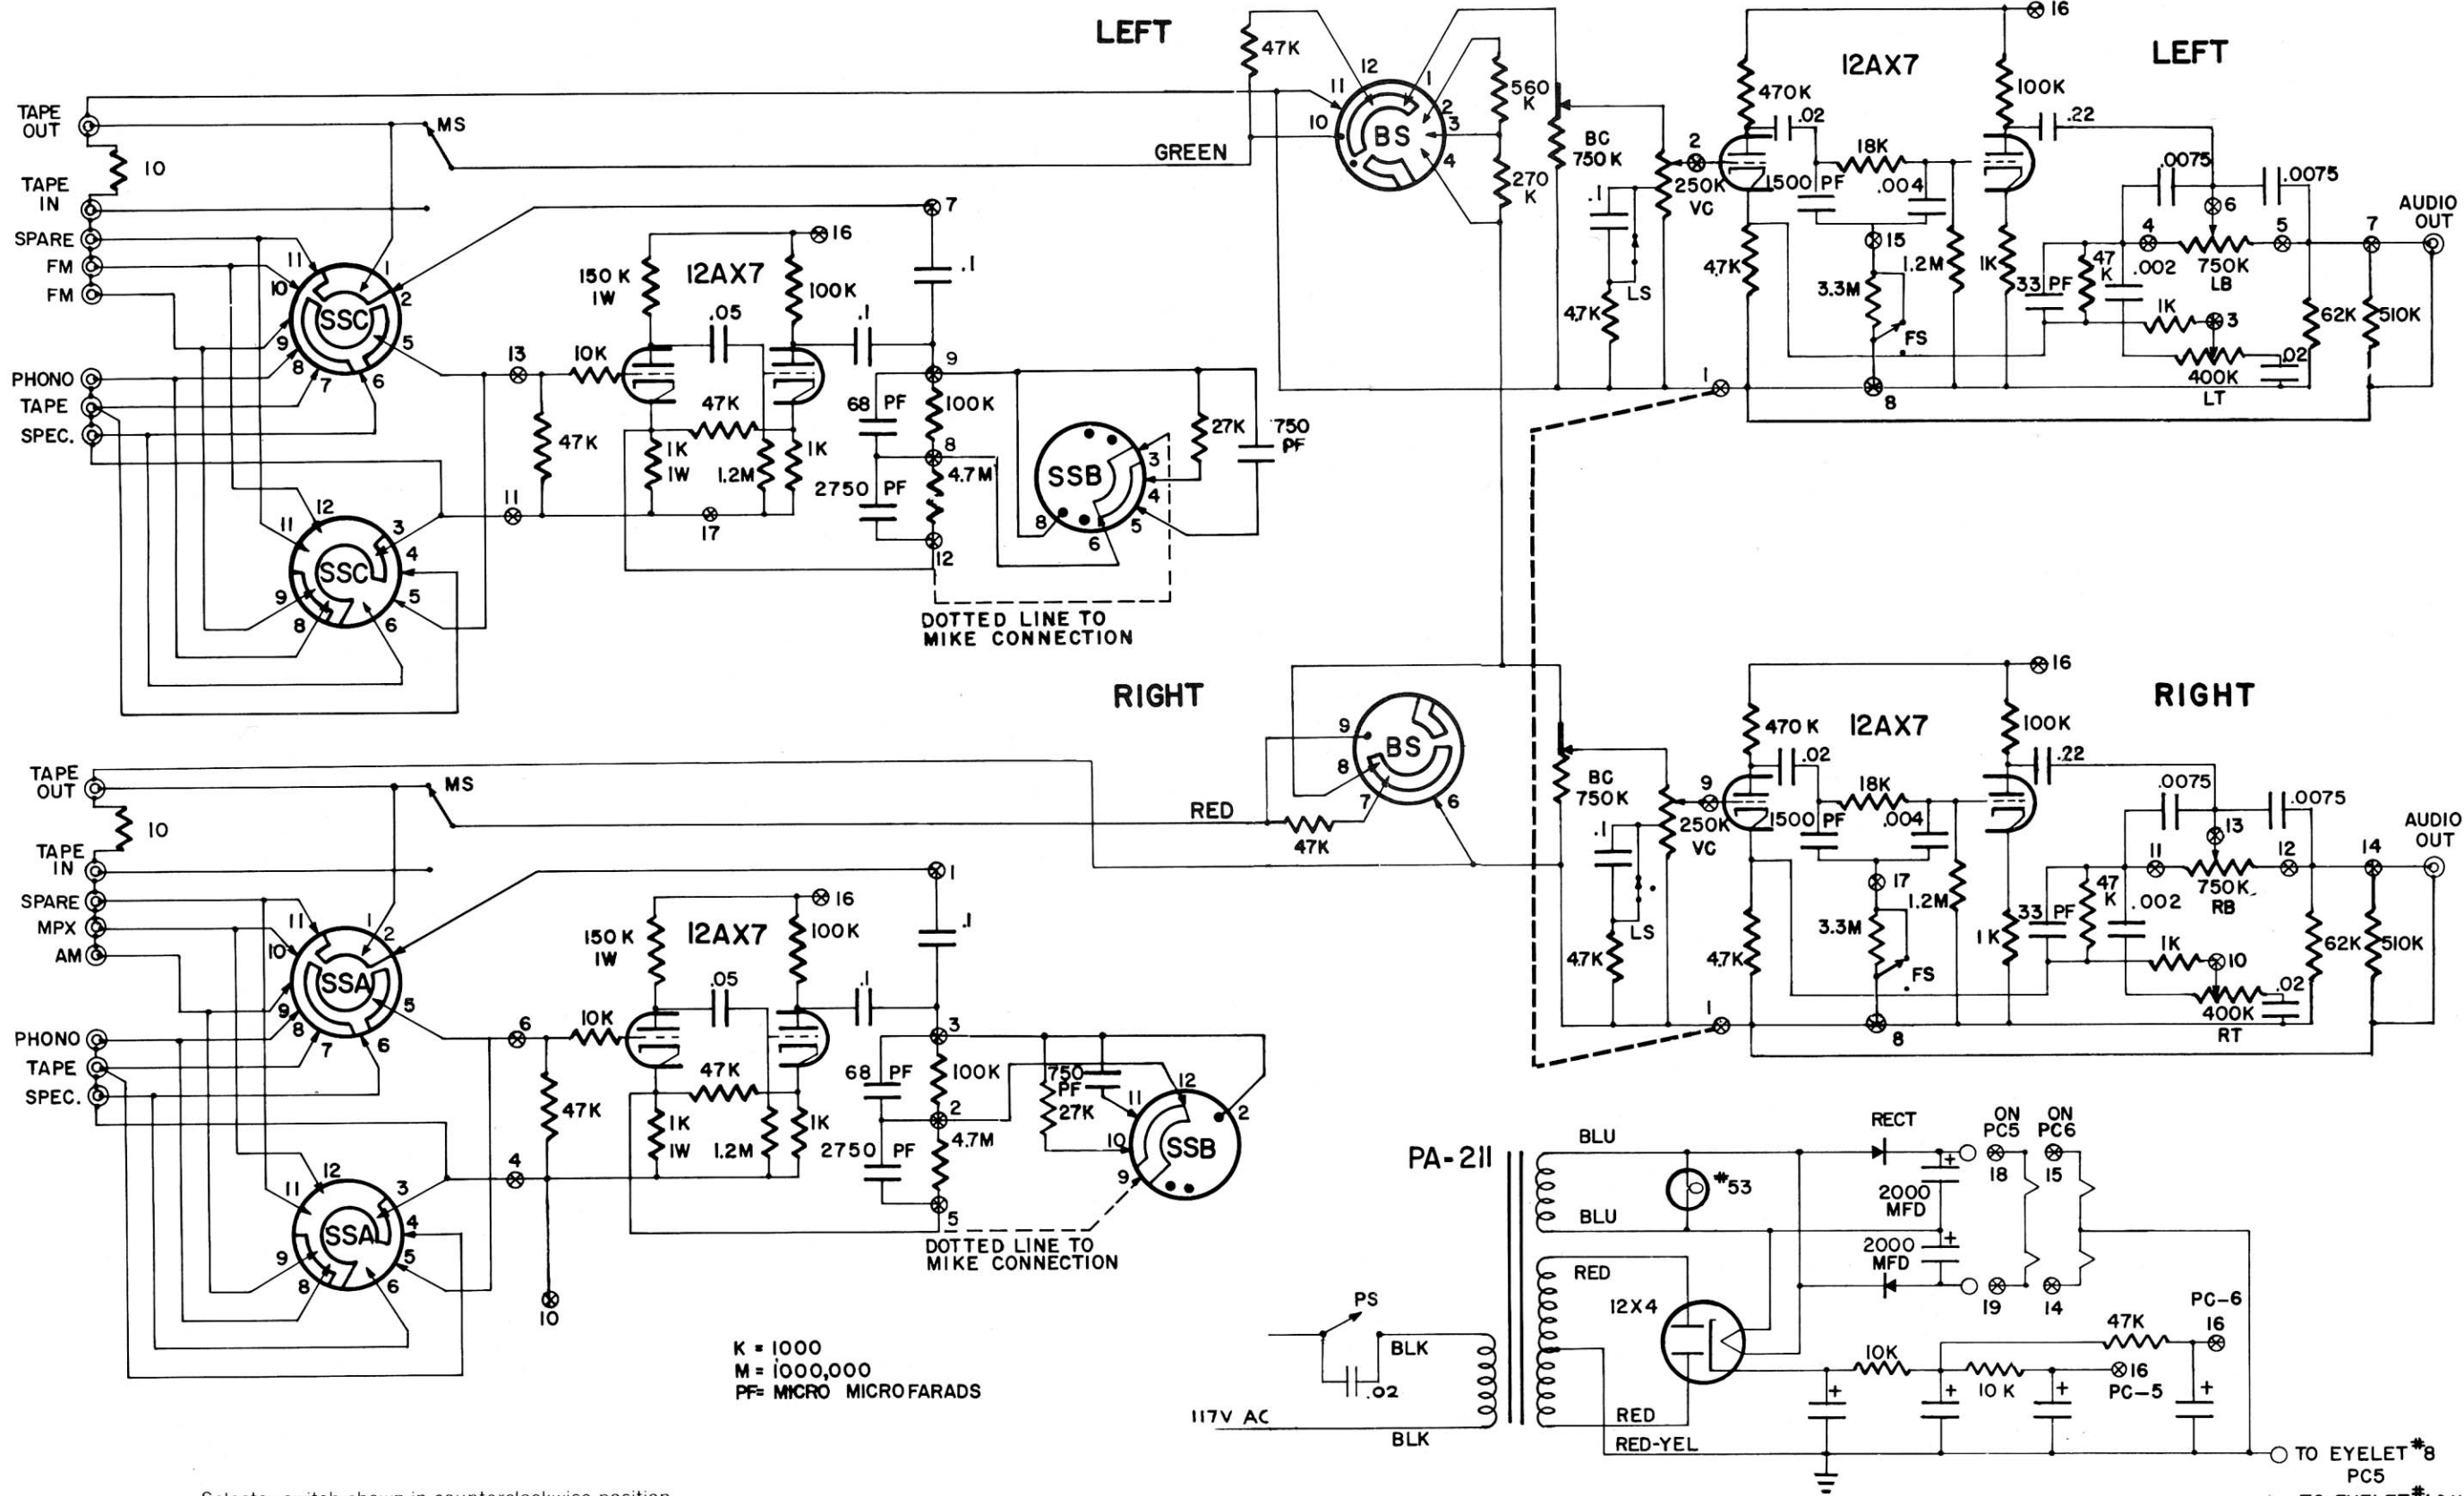 LEFT
TAPE
OUT
10
TAPE
IN
SPARE
FM
FM
PHONO
TAPE
SPEC.
MS
GREEN
47K
12
11
10
1
2
3
4
BS
560
K
270
K
11
1
10
2
SSC
5
9
8
7
6
13
10K
47K
11
12
11
3
4
SSC
9
5
8
6
150 K
1W
12AX7
16
100K
.05
.1
7
.1
47K
1K
1W
1.2M
1K
17
9
68 PF
100K
8
4.7M
2750 PF
12
SSB
3
4
5
6
8
27K
750
PF
DOTTED LINE TO
MIKE CONNECTION
LEFT
16
12AX7
470K
100K
.02
.22
BC
750 K
2
250K
VC
.1
LS
47K
18K
1500 PF
.004
15
3.3M
FS
1.2M
1K
4.7K
1
8
.0075
.0075
6
4
5
7
750K
LB
AUDIO
OUT
33 PF
47
K
.002
1K
3
400K
LT
.02
62K
510K
RIGHT
TAPE
OUT
10
TAPE
IN
SPARE
MPX
AM
PHONO
TAPE
SPEC.
MS
RED
47K
9
8
7
6
BS
11
1
10
2
SSA
5
9
8
7
6
6
10K
47K
4
10
12
11
3
4
SSA
9
5
8
6
150 K
1W
12AX7
16
100K
.05
.1
1
.1
47K
1K
1W
1.2M
1K
3
68 PF
100K
2
4.7M
2750 PF
5
750
PF
27K
12
11
10
9
2
SSB
DOTTED LINE TO
MIKE CONNECTION
RIGHT
16
12AX7
470 K
100K
.02
.22
BC
750K
9
250K
VC
.1
LS
47K
18K
1500 PF
.004
17
3.3M
FS
1.2M
1K
4.7K
1
8
.0075
.0075
13
11
12
14
750K
RB
AUDIO
OUT
33 PF
47
K
.002
1K
10
400K
RT
.02
62K
510K
K = 1000
M = 1000,000
PF= MICRO MICROFARADS
PA-211
BLU
BLU
RED
RED
RED-YEL
#53
RECT
ON
PC5
ON
PC6
18
15
2000
MFD
2000
MFD
19
14
12X4
PS
.02
BLK
117V AC
BLK
10K
10 K
47K
PC-6
16
16
PC-5
+
+
+
+
+
+
TO EYELET #8
PC5
Selector switch shown in counterclockwise position